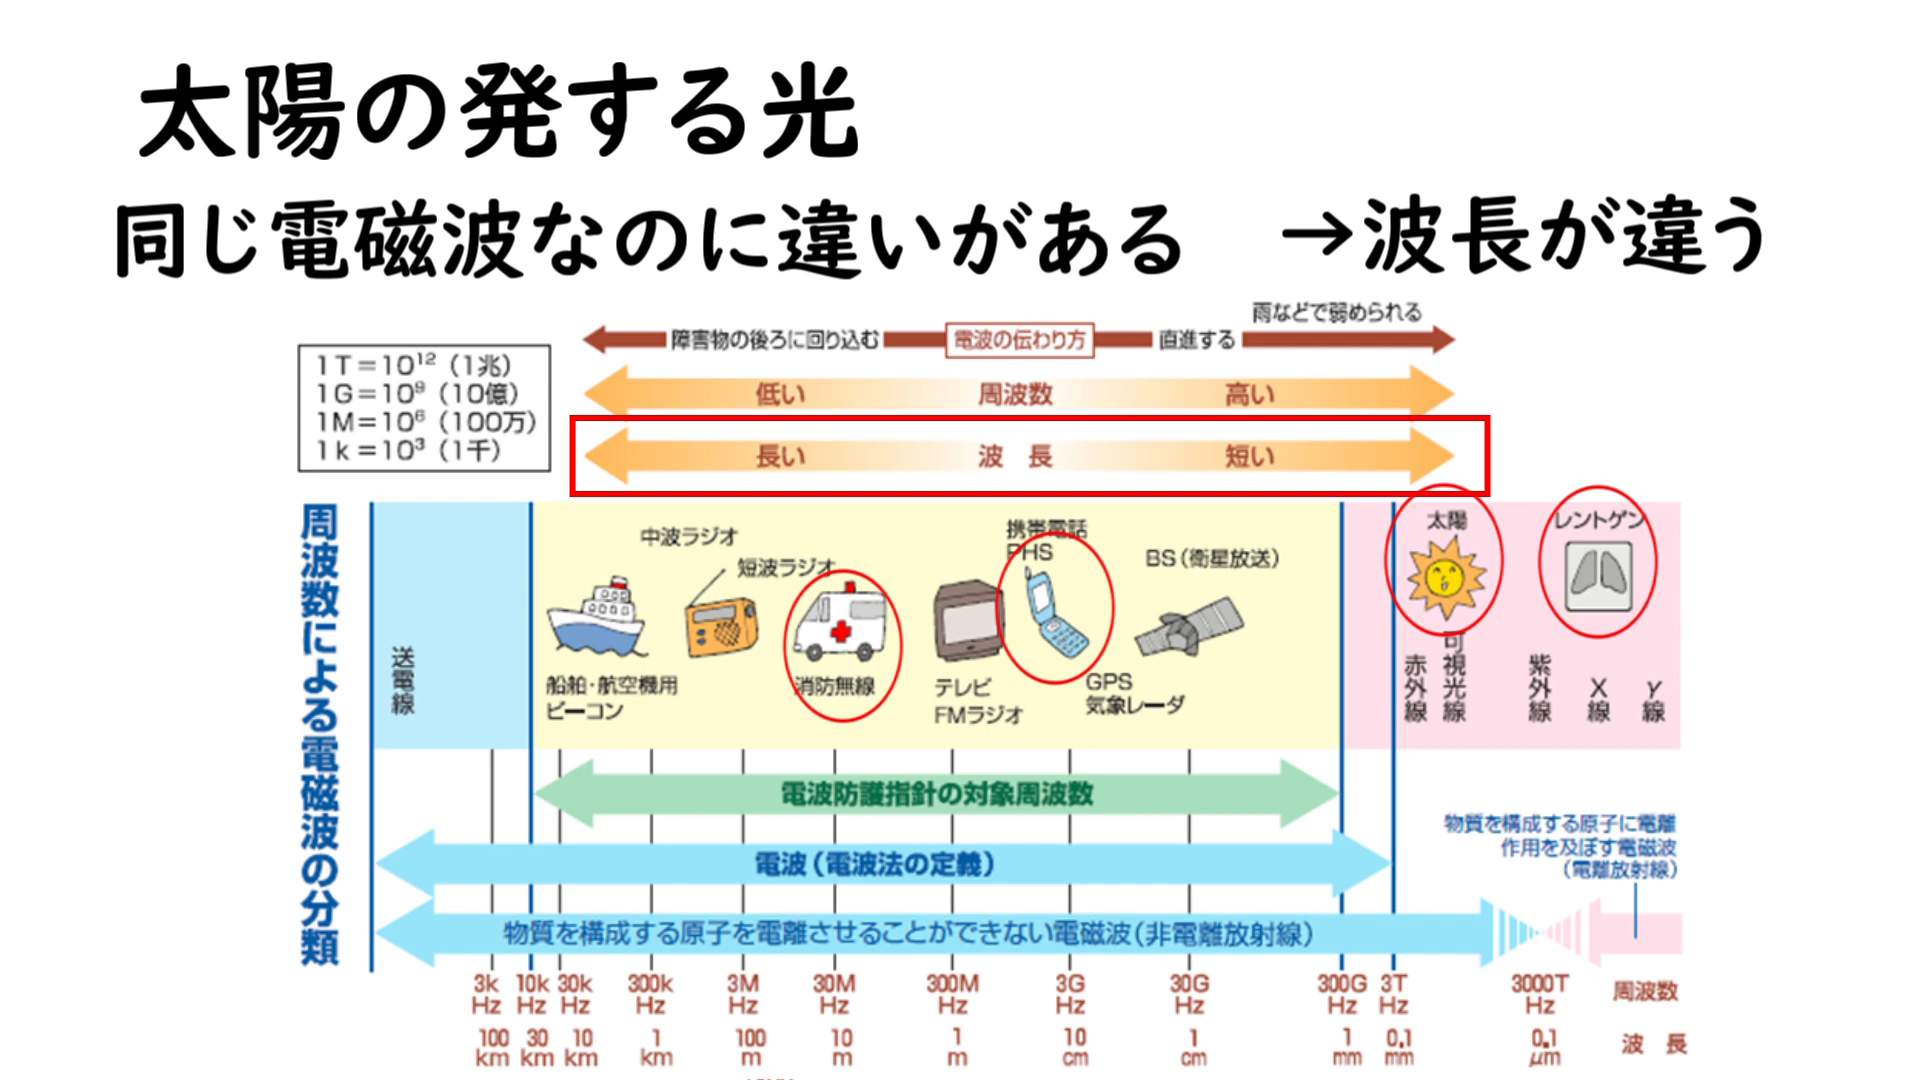 太陽の発する光
同じ電磁波なのに違いがある　→波長が違う
雨などで弱められる
障害物の後ろに回り込む 電波の伝わり方 直進する
1T＝10¹²（1兆）
1G＝10⁹（10億）
1M＝10⁶（100万）
1k＝10³（1千）
低い 周波数 高い
長い 波 長 短い
周波数による電磁波の分類
送電線
中波ラジオ
短波ラジオ
携帯電話
PHS
BS（衛星放送）
太陽
レントゲン
船舶・航空機用
ビーコン
消防無線
テレビ
FMラジオ
GPS
気象レーダ
赤外線
可視光線
紫外線
X線
γ線
電波防護指針の対象周波数
電波（電波法の定義）
物質を構成する原子に電離
作用を及ぼす電磁波
（電離放射線）
物質を構成する原子を電離させることができない電磁波（非電離放射線）
3k Hz 10k Hz 30k Hz 300k Hz 3M Hz 30M Hz 300M Hz 3G Hz 30G Hz 300G Hz 3T Hz 3000T Hz 周波数
100 km 30 km 10 km 1 km 100 m 10 m 1 m 10 cm 1 cm 1 mm 0.1 mm 0.1 μm 波 長